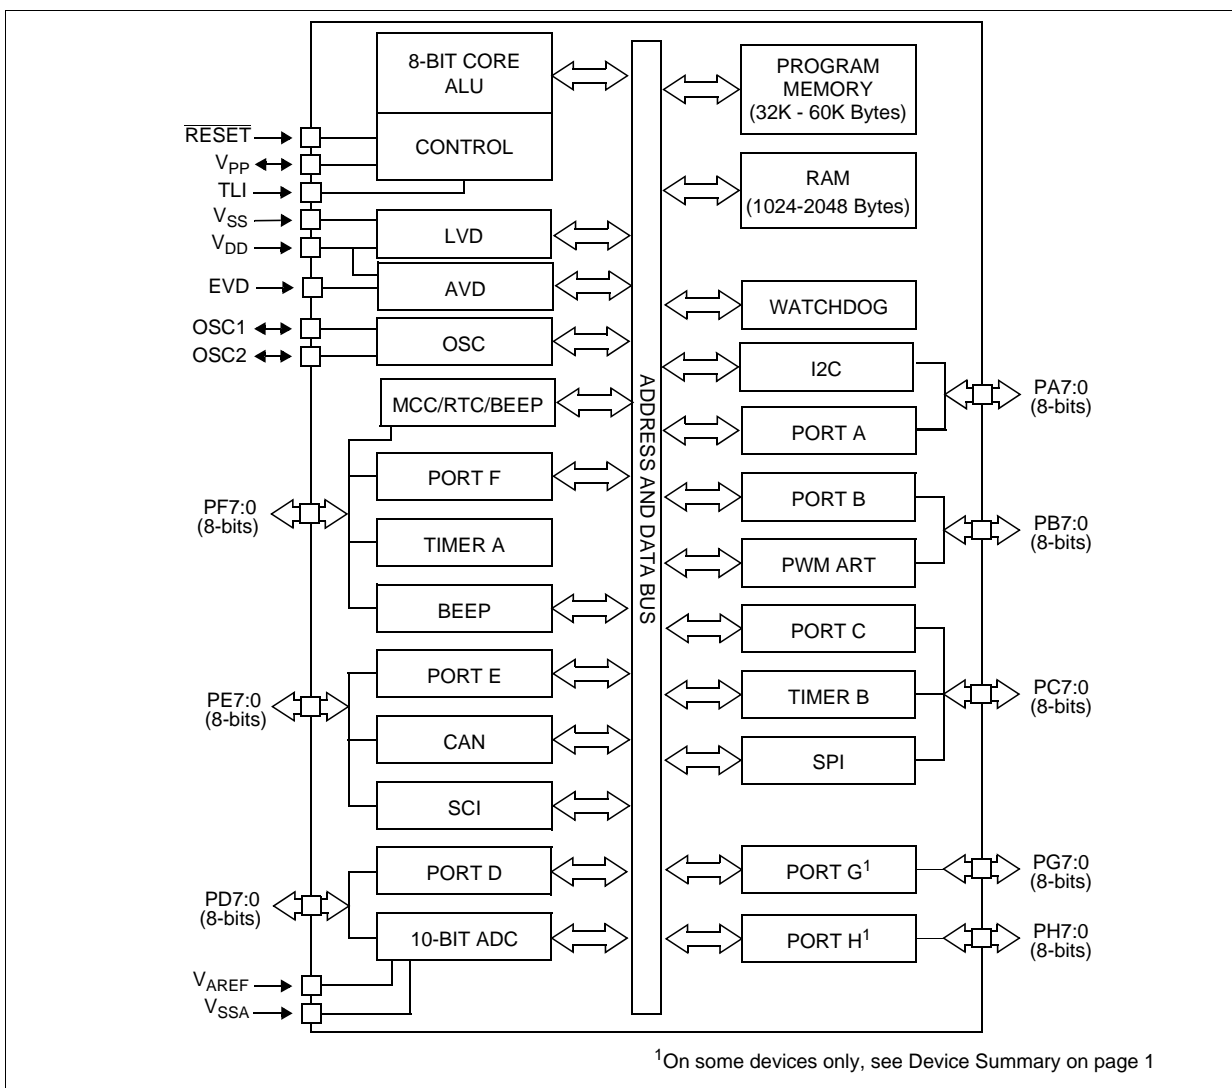 8-BIT CORE
ALU
CONTROL
RESET
VPP
TLI
VSS
VDD
EVD
OSC1
OSC2
LVD
AVD
OSC
MCC/RTC/BEEP
PORT F
TIMER A
BEEP
PF7:0
(8-bits)
PORT E
CAN
SCI
PE7:0
(8-bits)
PORT D
10-BIT ADC
PD7:0
(8-bits)
VAREF
VSSA
ADDRESS AND DATA BUS
PROGRAM
MEMORY
(32K - 60K Bytes)
RAM
(1024-2048 Bytes)
WATCHDOG
I2C
PORT A
PA7:0
(8-bits)
PORT B
PWM ART
PB7:0
(8-bits)
PORT C
TIMER B
SPI
PC7:0
(8-bits)
PORT G1
PG7:0
(8-bits)
PORT H1
PH7:0
(8-bits)
1On some devices only, see Device Summary on page 1